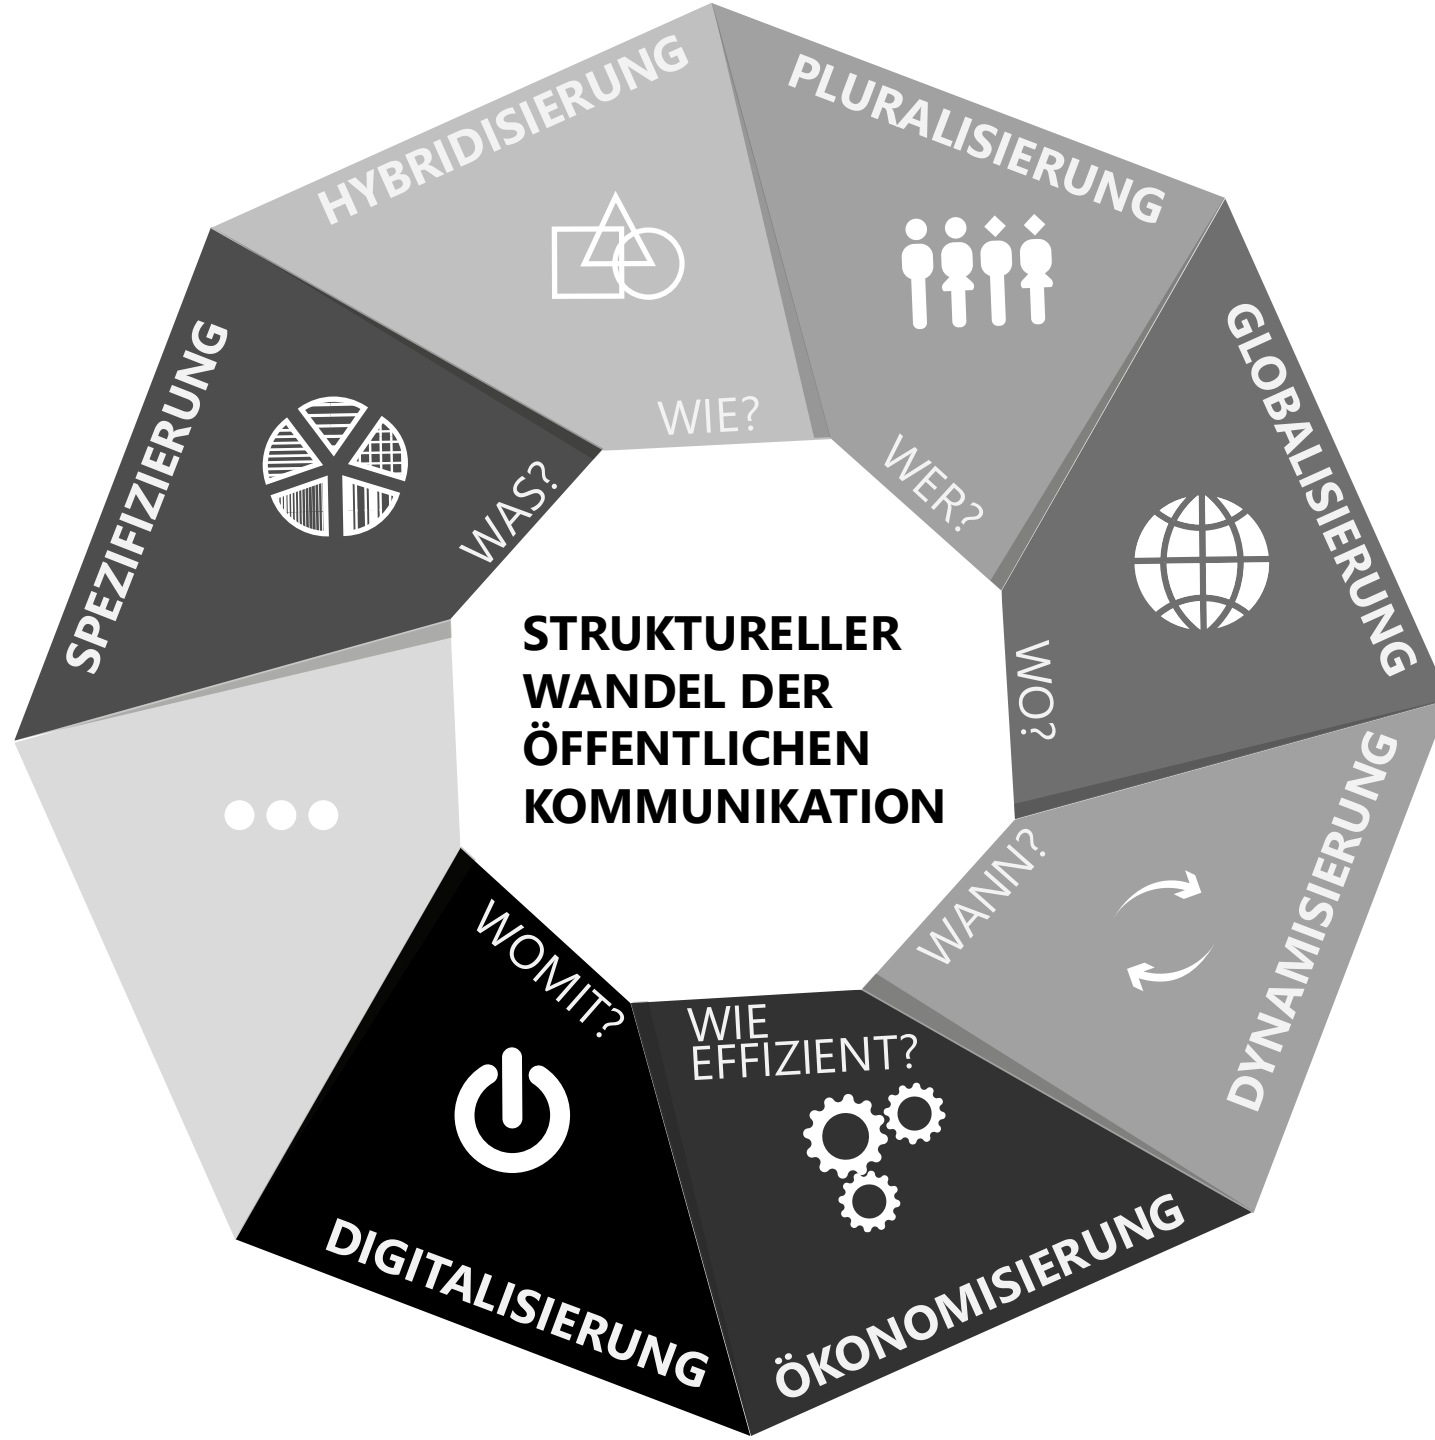 HYBRIDISIERUNG
WIE?
PLURALISIERUNG
WER?
GLOBALISIERUNG
WO?
DYNAMISIERUNG
WANN?
ÖKONOMISIERUNG
WIE
EFFIZIENT?
DIGITALISIERUNG
WOMIT?
SPEZIFIZIERUNG
WAS?
STRUKTURELLER
WANDEL DER
ÖFFENTLICHEN
KOMMUNIKATION